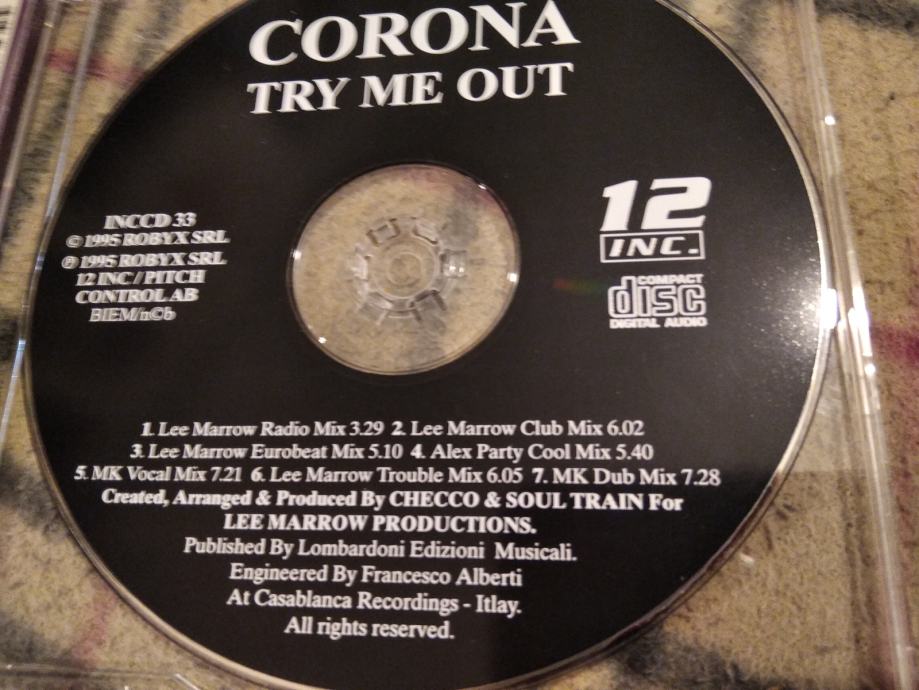 CORONA
TRY ME OUT
INCCD 33
© 1995 ROBYX SRL
℗ 1995 ROBYX SRL
12 INC / PITCH
CONTROL AB
BIEM/n©b
12
INC.
COMPACT
disc
DIGITAL AUDIO
1. Lee Marrow Radio Mix 3.29 2. Lee Marrow Club Mix 6.02
3. Lee Marrow Eurobeat Mix 5.10 4. Alex Party Cool Mix 5.40
5. MK Vocal Mix 7.21 6. Lee Marrow Trouble Mix 6.05 7. MK Dub Mix 7.28
Created, Arranged & Produced By CHECCO & SOUL TRAIN For
LEE MARROW PRODUCTIONS.
Published By Lombardoni Edizioni Musicali.
Engineered By Francesco Alberti
At Casablanca Recordings - Itlay.
All rights reserved.